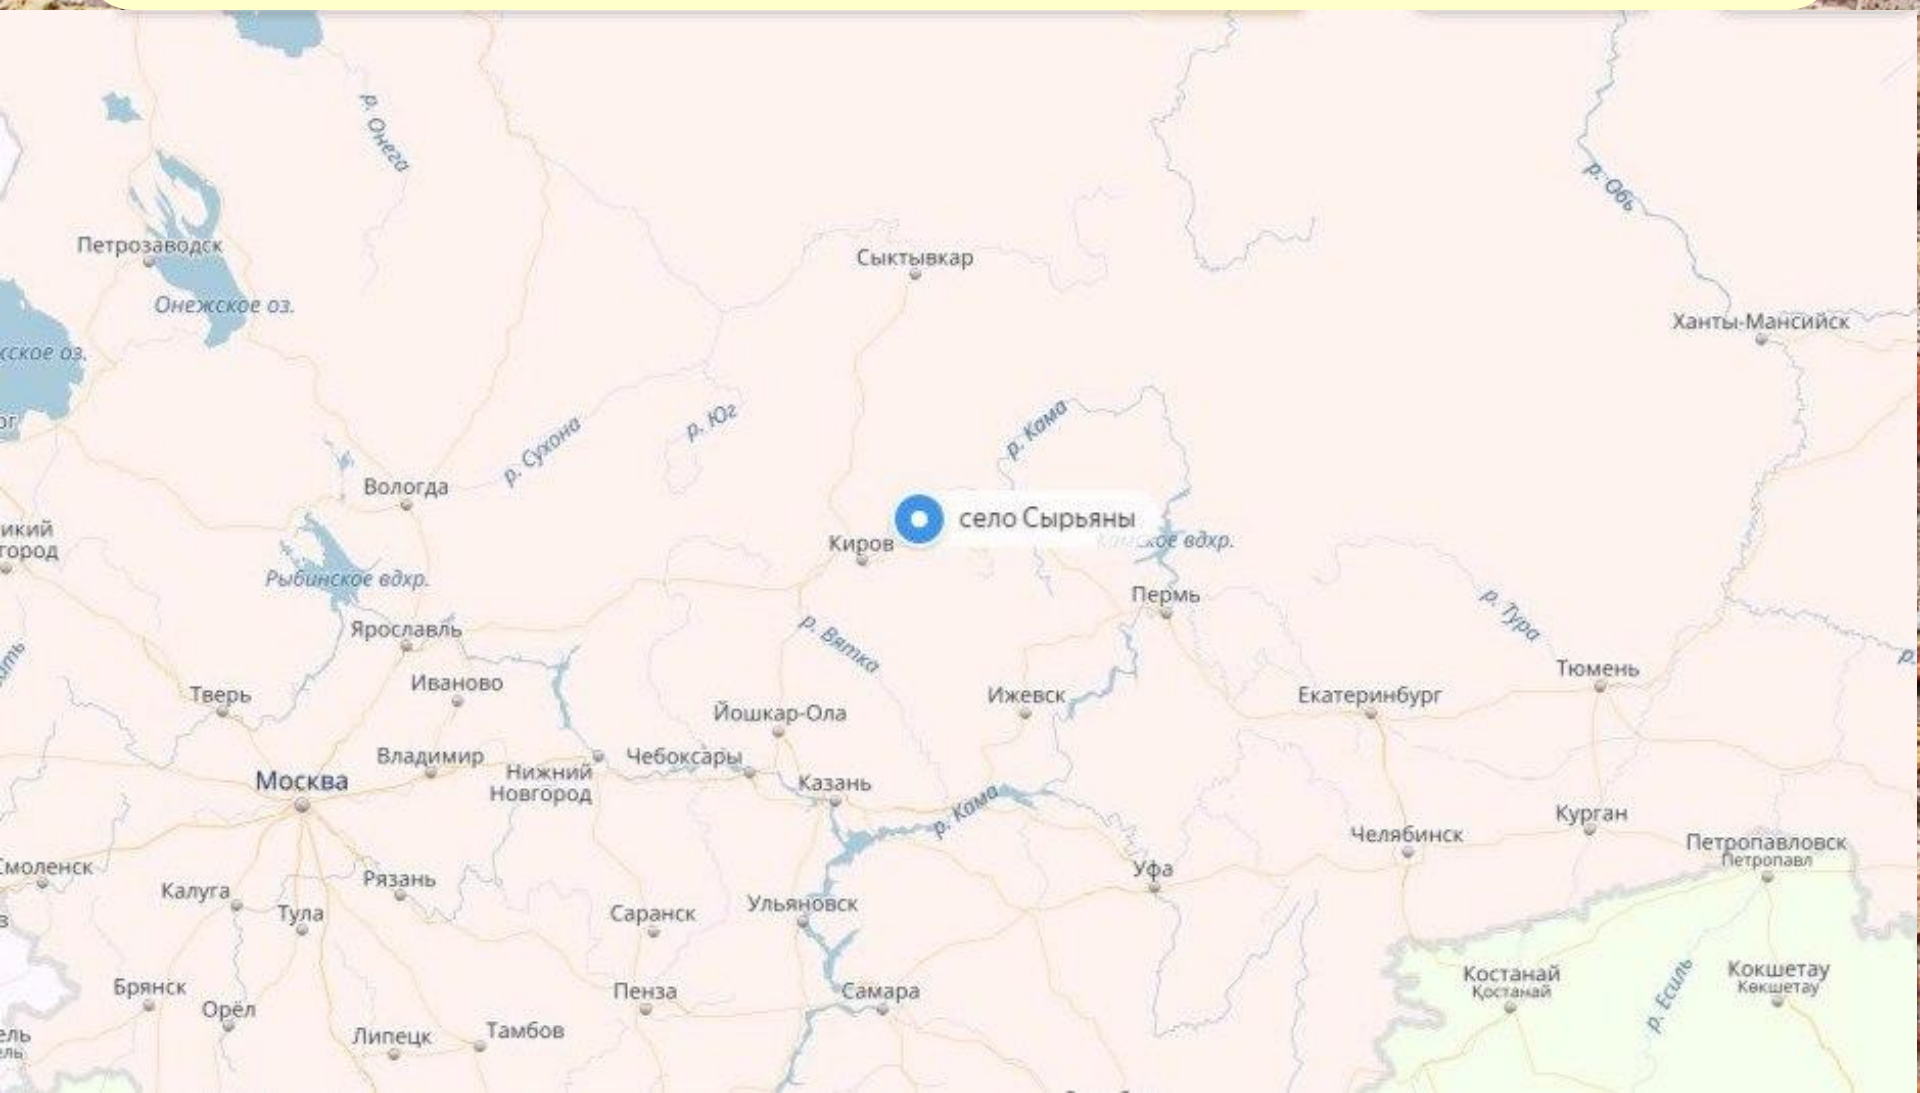 р. Онега
р. Обь
Петрозаводск
Сыктывкар
Онежское оз.
Ханты-Мансийск
оз.
р. Кама
р. Юг
р. Сухона
Вологда
село Сырьяны
Киров
вдхр.
Рыбинское вдхр.
Пермь
р. Тура
Ярославль
р. Вятка
Тюмень
Иваново
Тверь
Ижевск
Екатеринбург
Йошкар-Ола
Владимир
Чебоксары
Москва
Нижний
Новгород
Казань
р. Кама
Курган
Челябинск
Петропавловск
Петропавл
Смоленск
Уфа
Рязань
Калуга
Ульяновск
Тула
Саранск
Костанай
Қостанай
Кокшетау
Көкшетау
р. Есиль
Брянск
Пенза
Самара
Орёл
Липецк
Тамбов